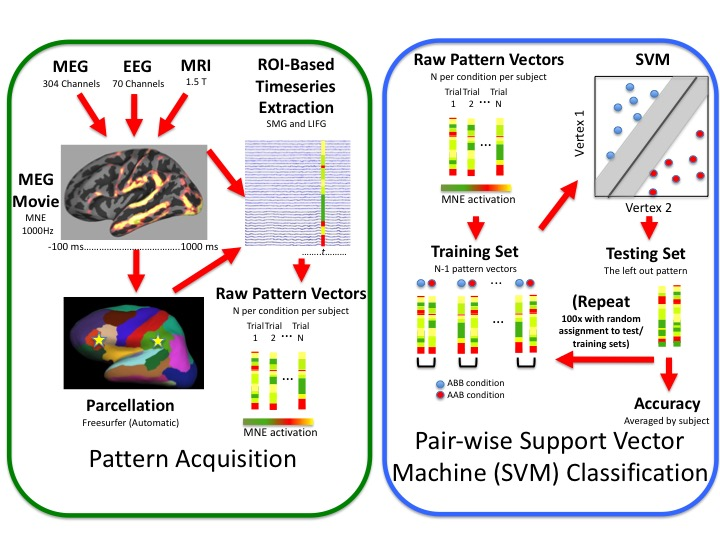 MEG
304 Channels
EEG
70 Channels
MRI
1.5 T
ROI-Based
Timeseries
Extraction
SMG and LIFG
MEG
Movie
MNE
1000Hz
-100 ms……………………………1000 ms
……..t……….
Parcellation
Freesurfer (Automatic)
Raw Pattern Vectors
N per condition per subject
Trial Trial ... Trial
1 2 N
...
MNE activation
Pattern Acquisition
Raw Pattern Vectors
N per condition per subject
Trial Trial ... Trial
1 2 N
...
MNE activation
SVM
Vertex 1
Vertex 2
Training Set
N-1 pattern vectors
...
...
ABB condition
AAB condition
Testing Set
The left out pattern
(Repeat
100x with random
assignment to test/
training sets)
Accuracy
Averaged by subject
Pair-wise Support Vector
Machine (SVM) Classification